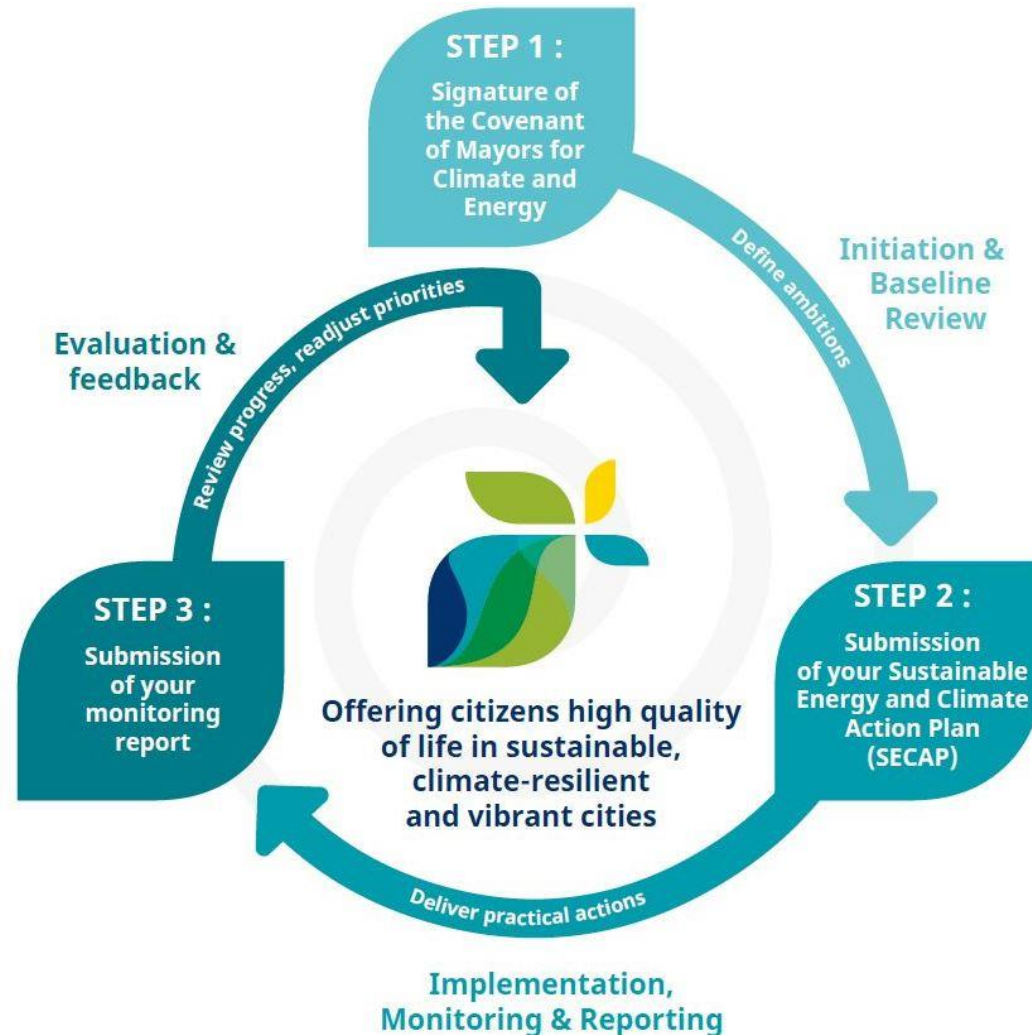 STEP 1 :
Signature of
the Covenant
of Mayors for
Climate and
Energy
Define ambitions
Initiation &
Baseline
Review
STEP 2 :
Submission
of your Sustainable
Energy and Climate
Action Plan
(SECAP)
Deliver practical actions
Implementation,
Monitoring & Reporting
STEP 3 :
Submission
of your
monitoring
report
Review progress, readjust priorities
Evaluation &
feedback
Offering citizens high quality
of life in sustainable,
climate-resilient
and vibrant cities